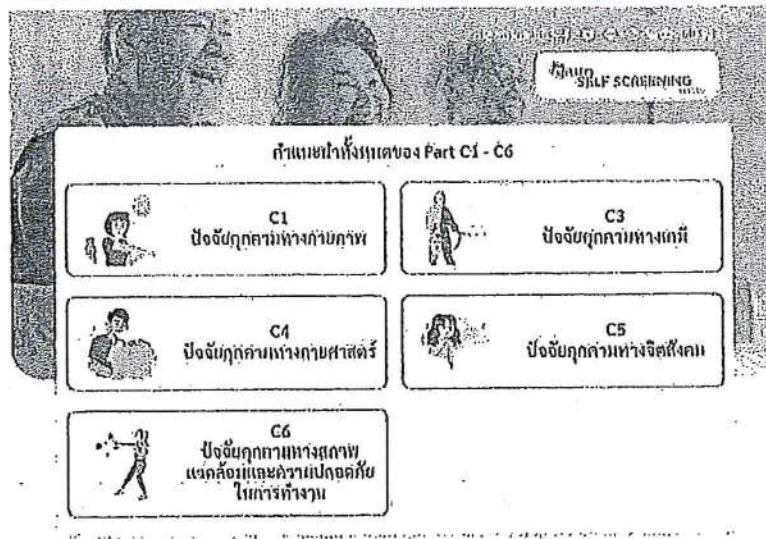 SELF SCREENING
คำแนะนำทั้งหมดของ Part C1 - C6
C1
ปัจจัยคุกคามทางกายภาพ
C3
ปัจจัยคุกคามทางเคมี
C4
ปัจจัยคุกคามทางกายศาสตร์
C5
ปัจจัยคุกคามทางจิตสังคม
C6
ปัจจัยคุกคามทางสภาพ
แวดล้อมและความปลอดภัย
ในการทำงาน